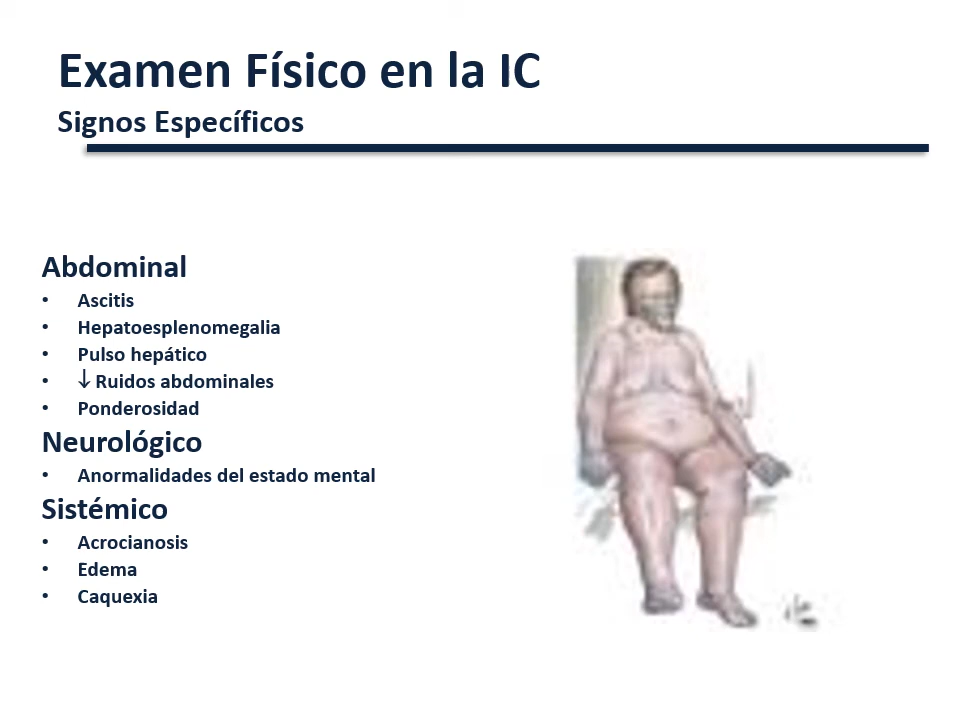 Examen Físico en la IC
Signos Específicos
Abdominal
• Ascitis
• Hepatoesplenomegalia
• Pulso hepático
• ↓ Ruidos abdominales
• Ponderosidad
Neurológico
• Anormalidades del estado mental
Sistémico
• Acrocianosis
• Edema
• Caquexia